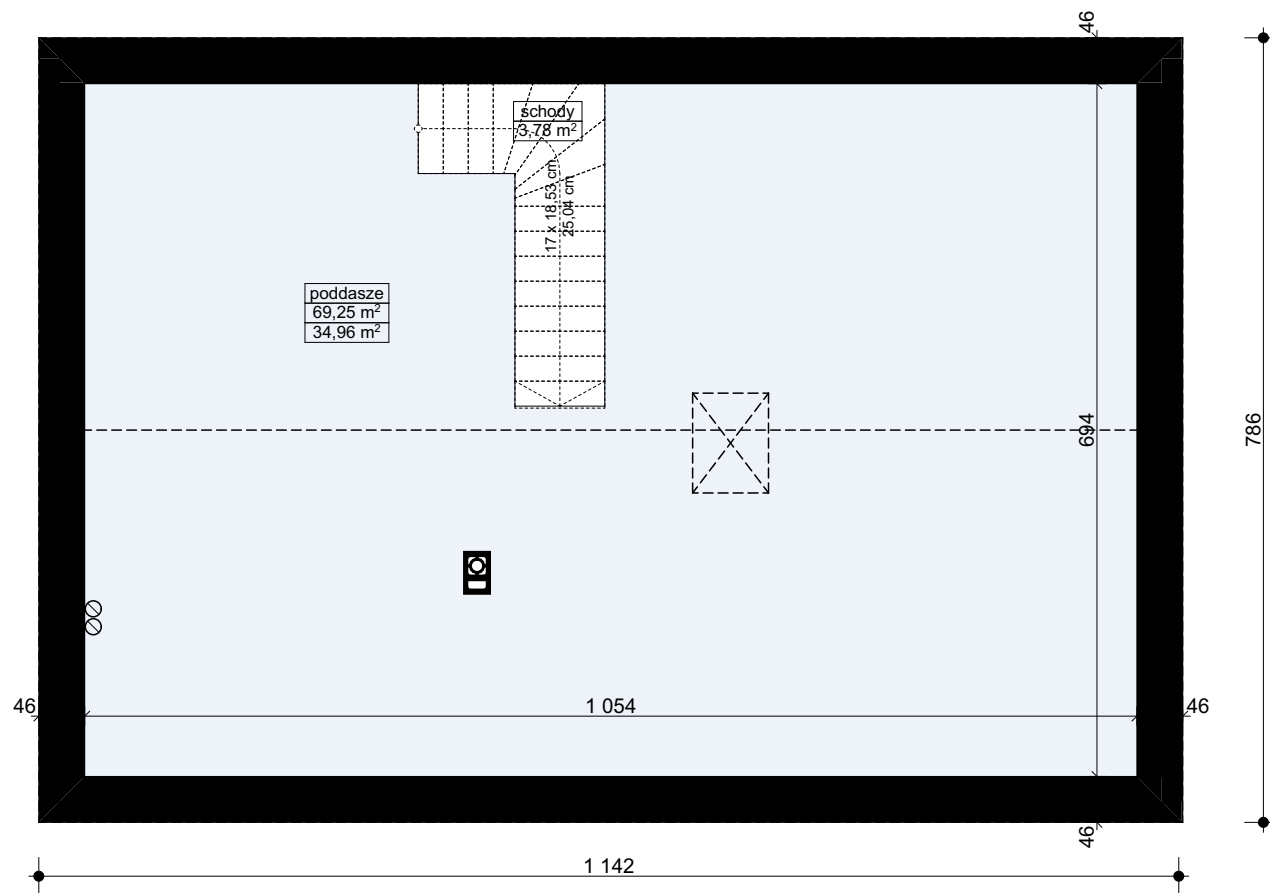 46
schody
3,78 m²
17 x 18,53 cm
25,04 cm
poddasze
69,25 m²
34,96 m²
694
786
46
1 054
46
46
1 142